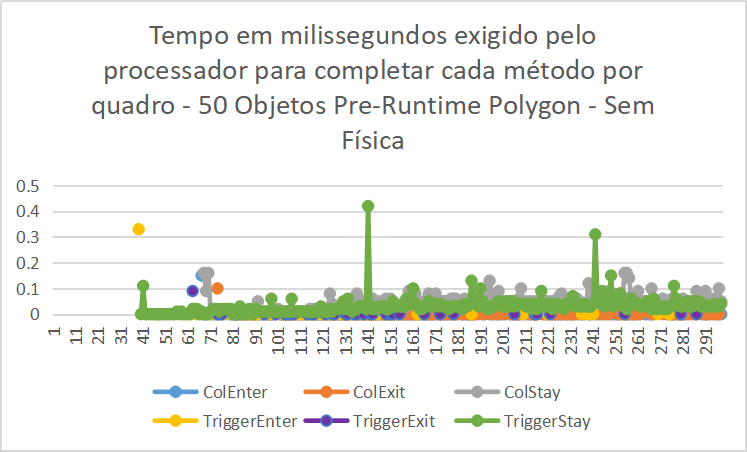 Tempo em milissegundos exigido pelo
processador para completar cada método por
quadro - 50 Objetos Pre-Runtime Polygon - Sem
Física
0.5
0.4
0.3
0.2
0.1
0
1 11 21 31 41 51 61 71 81 91 101 111 121 131 141 151 161 171 181 191 201 211 221 231 241 251 261 271 281 291
ColEnter ColExit ColStay
TriggerEnter TriggerExit TriggerStay